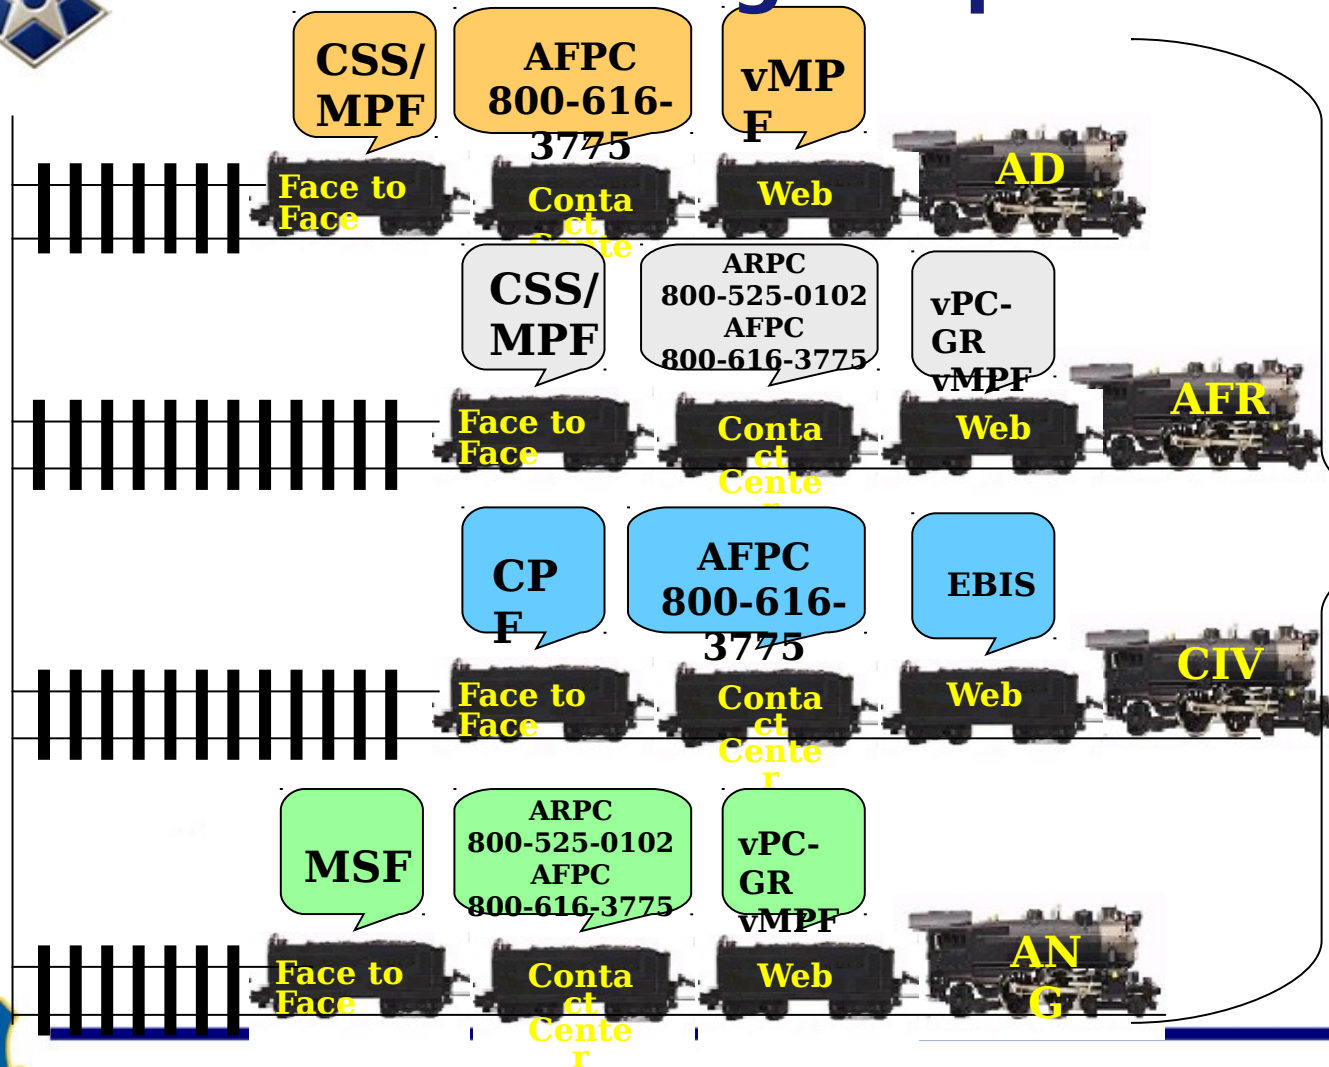 CSS/
MPF
AFPC
800-616-
3775
vMP
F
Face to
Face
Conta
ct
Cente
Web
AD
CSS/
MPF
ARPC
800-525-0102
AFPC
800-616-3775
vPC-
GR
vMPF
Face to
Face
Conta
ct
Cente
Web
AFR
CP
F
AFPC
800-616-
3775
EBIS
Face to
Face
Conta
ct
Cente
r
Web
CIV
MSF
ARPC
800-525-0102
AFPC
800-616-3775
vPC-
GR
vMPF
Face to
Face
Conta
ct
Cente
r
Web
AN
G